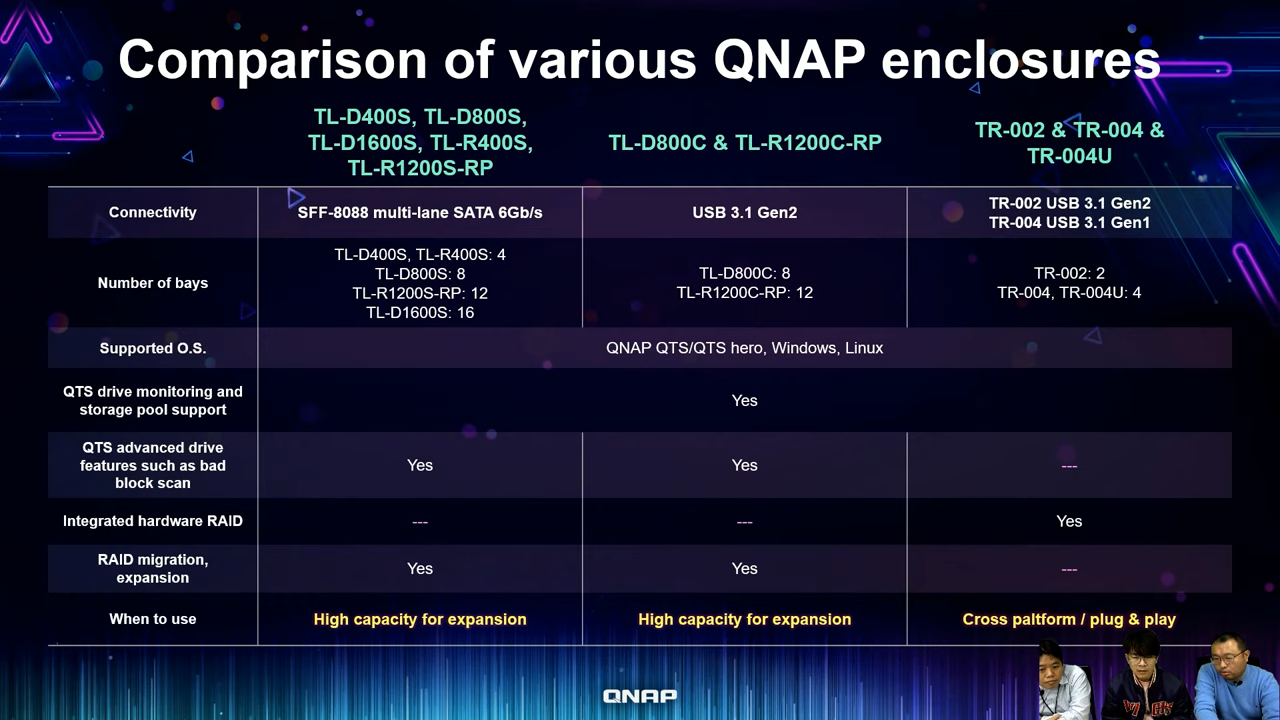 Comparison of various QNAP enclosures
TL-D400S, TL-D800S,
TL-D1600S, TL-R400S,
TL-R1200S-RP
TL-D800C & TL-R1200C-RP
TR-002 & TR-004 &
TR-004U
Connectivity
SFF-8088 multi-lane SATA 6Gb/s
USB 3.1 Gen2
TR-002 USB 3.1 Gen2
TR-004 USB 3.1 Gen1
Number of bays
TL-D400S, TL-R400S: 4
TL-D800S: 8
TL-R1200S-RP: 12
TL-D1600S: 16
TL-D800C: 8
TL-R1200C-RP: 12
TR-002: 2
TR-004, TR-004U: 4
Supported O.S.
QNAP QTS/QTS hero, Windows, Linux
QTS drive monitoring and
storage pool support
Yes
QTS advanced drive
features such as bad
block scan
Yes
Yes
---
Integrated hardware RAID
---
---
Yes
RAID migration,
expansion
Yes
Yes
---
When to use
High capacity for expansion
High capacity for expansion
Cross paltform / plug & play
QNAP